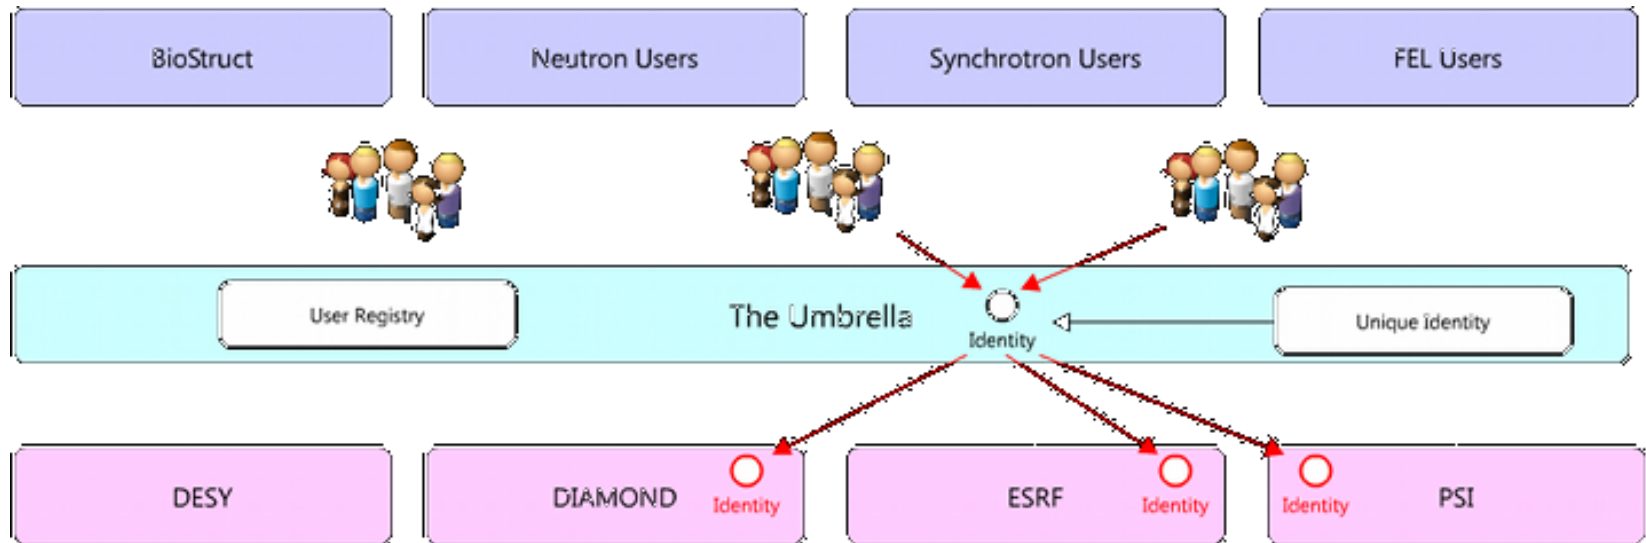 BioStruct
Neutron Users
Synchrotron Users
FEL Users
User Registry
The Umbrella
Identity
Unique Identity
DESY
DIAMOND
Identity
ESRF
Identity
Identity
PSI